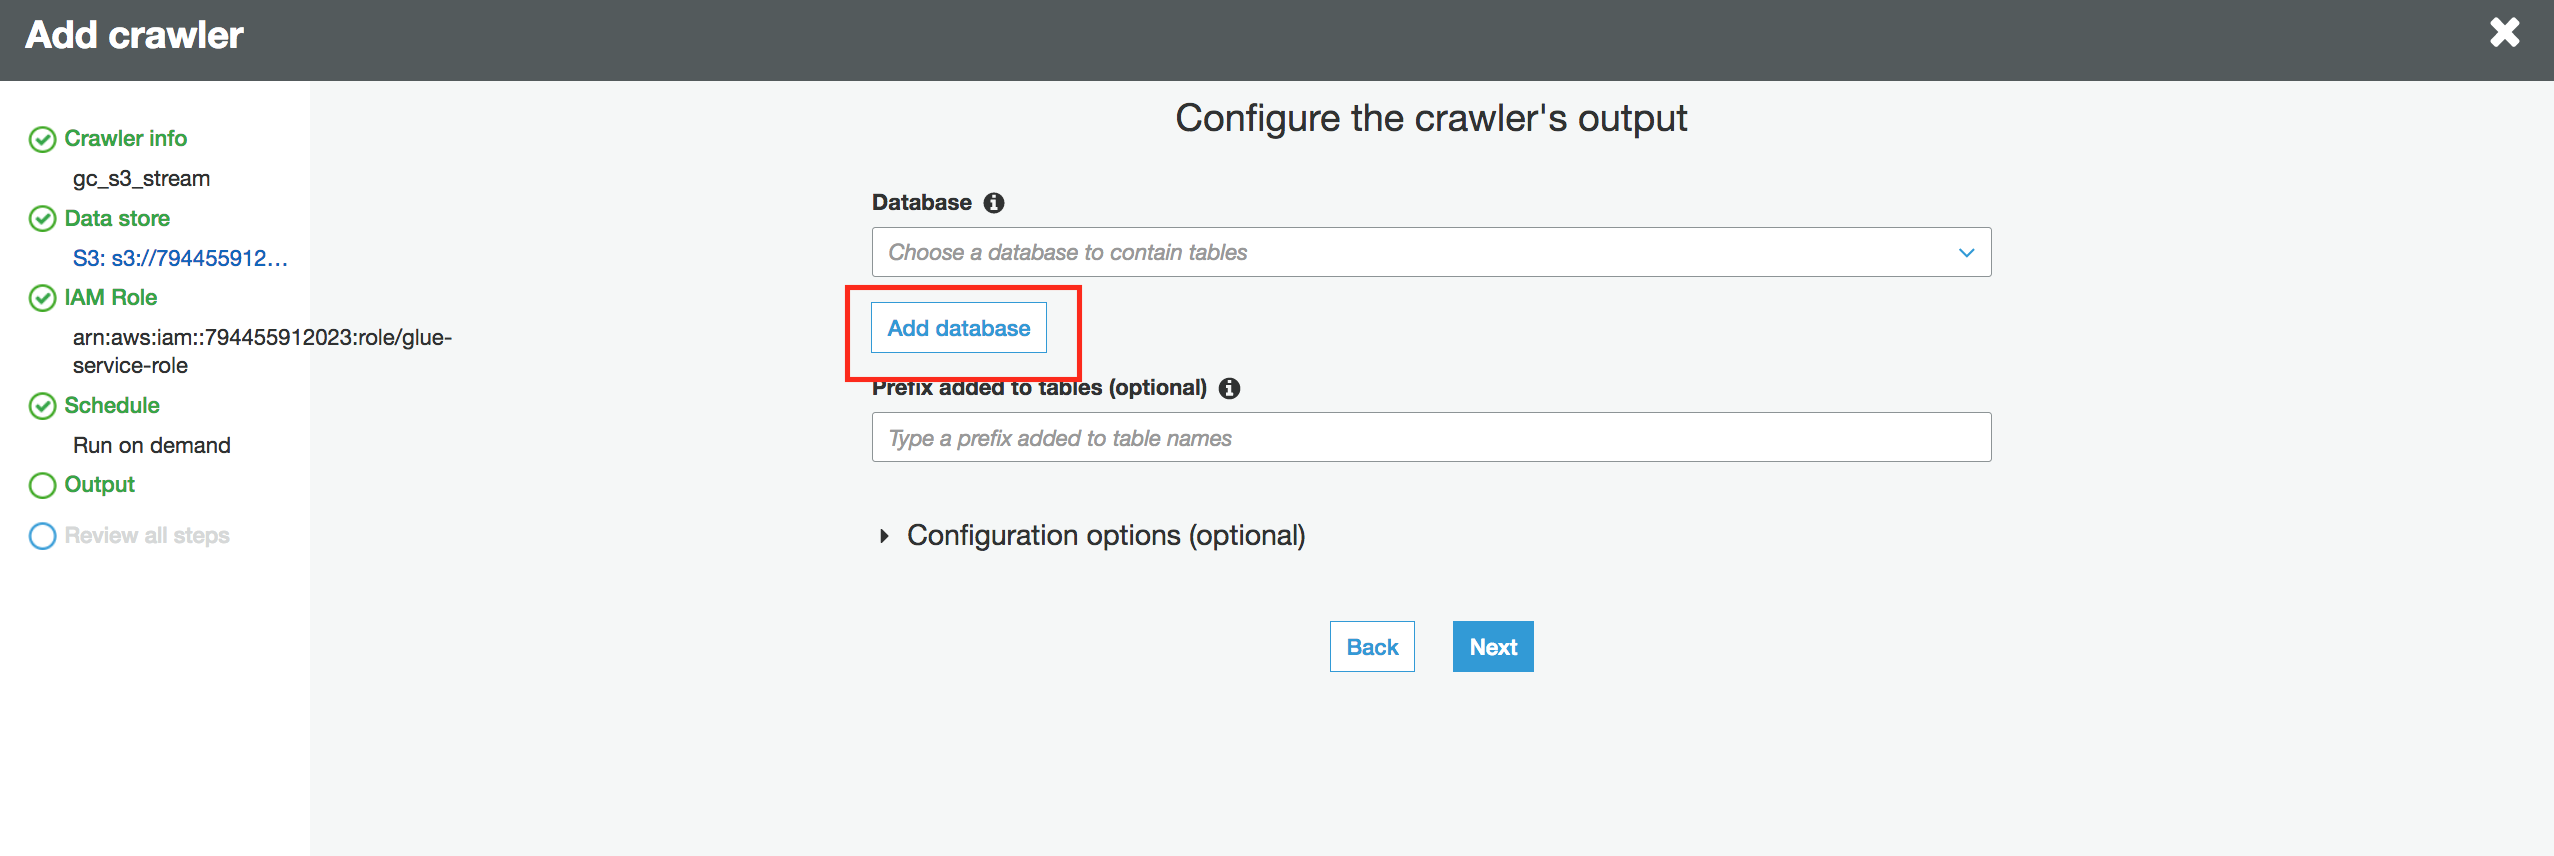 Add crawler
Crawler info
gc_s3_stream
Data store
S3: s3://794455912...
IAM Role
arn:aws:iam::794455912023:role/glue-
service-role
Schedule
Run on demand
Output
Review all steps
Configure the crawler's output
Database
Choose a database to contain tables
Add database
Prefix added to tables (optional)
Type a prefix added to table names
Configuration options (optional)
Back
Next